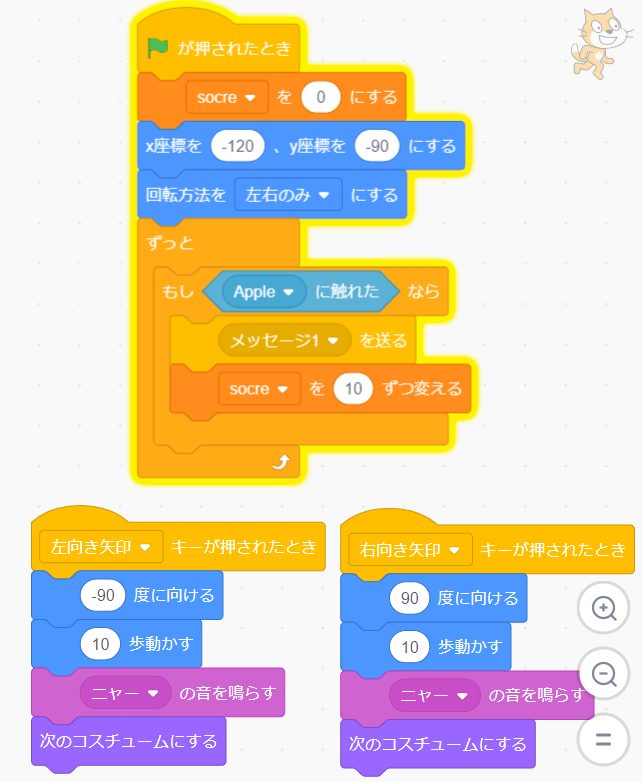 が押されたとき
socre を 0 にする
x座標を -120 、y座標を -90 にする
回転方法を 左右のみ にする
ずっと
もし Apple に触れた なら
メッセージ1 を送る
socre を 10 ずつ変える
左向き矢印 キーが押されたとき
-90 度に向ける
10 歩動かす
ニャー の音を鳴らす
次のコスチュームにする
右向き矢印 キーが押されたとき
90 度に向ける
10 歩動かす
ニャー の音を鳴らす
次のコスチュームにする